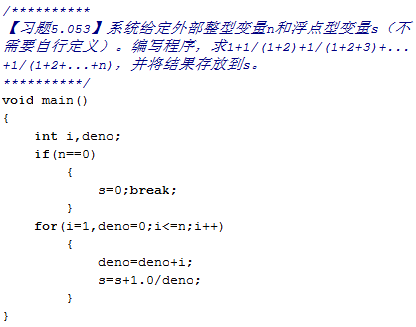 /**********
【习题5.053】系统给定外部整型变量n和浮点型变量s（不
需要自行定义）。编写程序，求1+1/(1+2)+1/(1+2+3)+...
+1/(1+2+...+n)，并将结果存放到s。
**********/
void main()
{
    int i,deno;
    if(n==0)
        {
            s=0;break;
        }
    for(i=1,deno=0;i<=n;i++)
        {
            deno=deno+i;
            s=s+1.0/deno;
        }
}